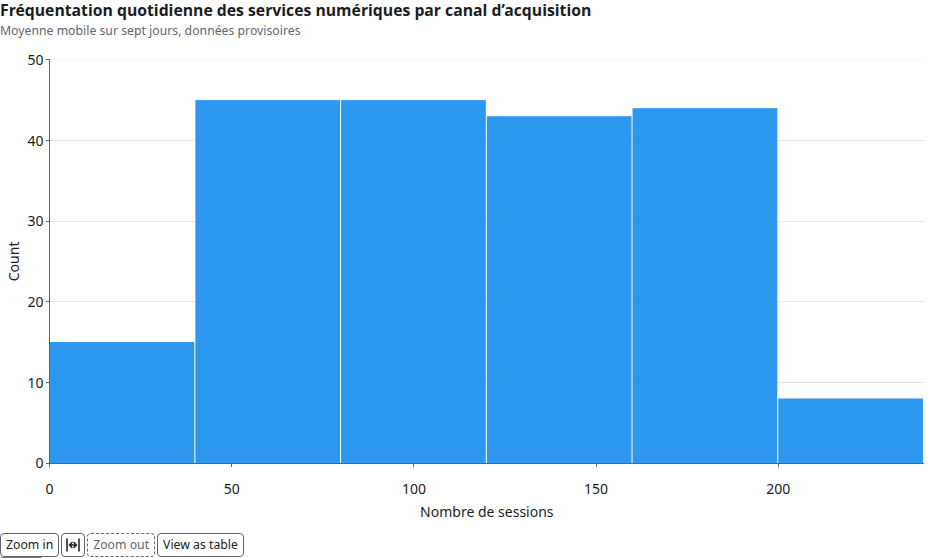 Fréquentation quotidienne des services numériques par canal d’acquisition
Moyenne mobile sur sept jours, données provisoires
50
40
30
20
10
0
Count
0 50 100 150 200
Nombre de sessions
Zoom in Zoom out View as table